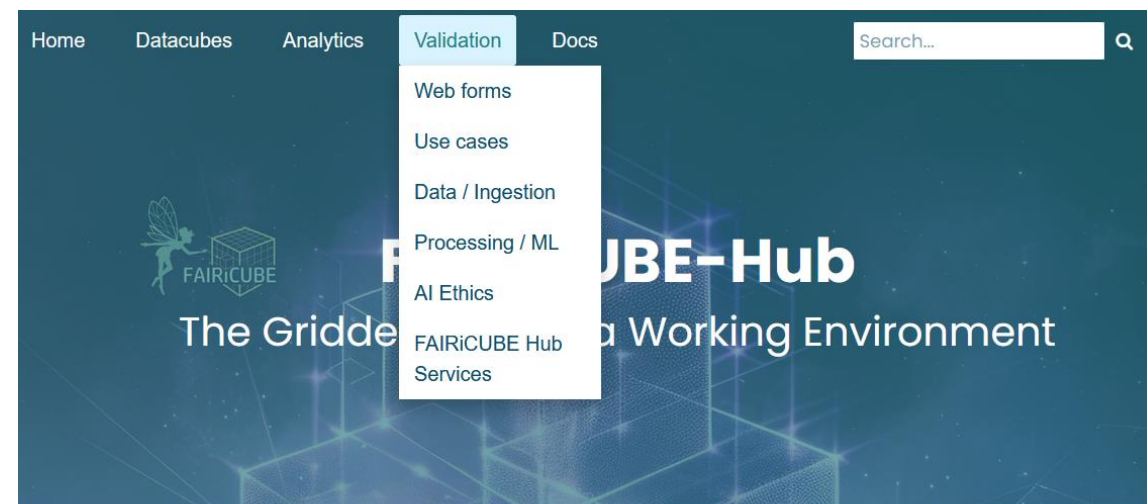 Home Datacubes Analytics Validation Docs Search...
Web forms
Use cases
Data / Ingestion
Processing / ML
AI Ethics
FAIRiCUBE Hub
Services
FAIRiCUBE
UBE-Hub
The Gridde a Working Environment